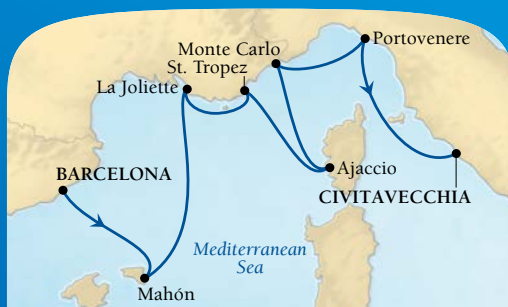 Monte Carlo
Portovenere
St. Tropez
La Joliette
BARCELONA
Ajaccio
CIVITAVECCHIA
Mediterranean
Sea
Mahón